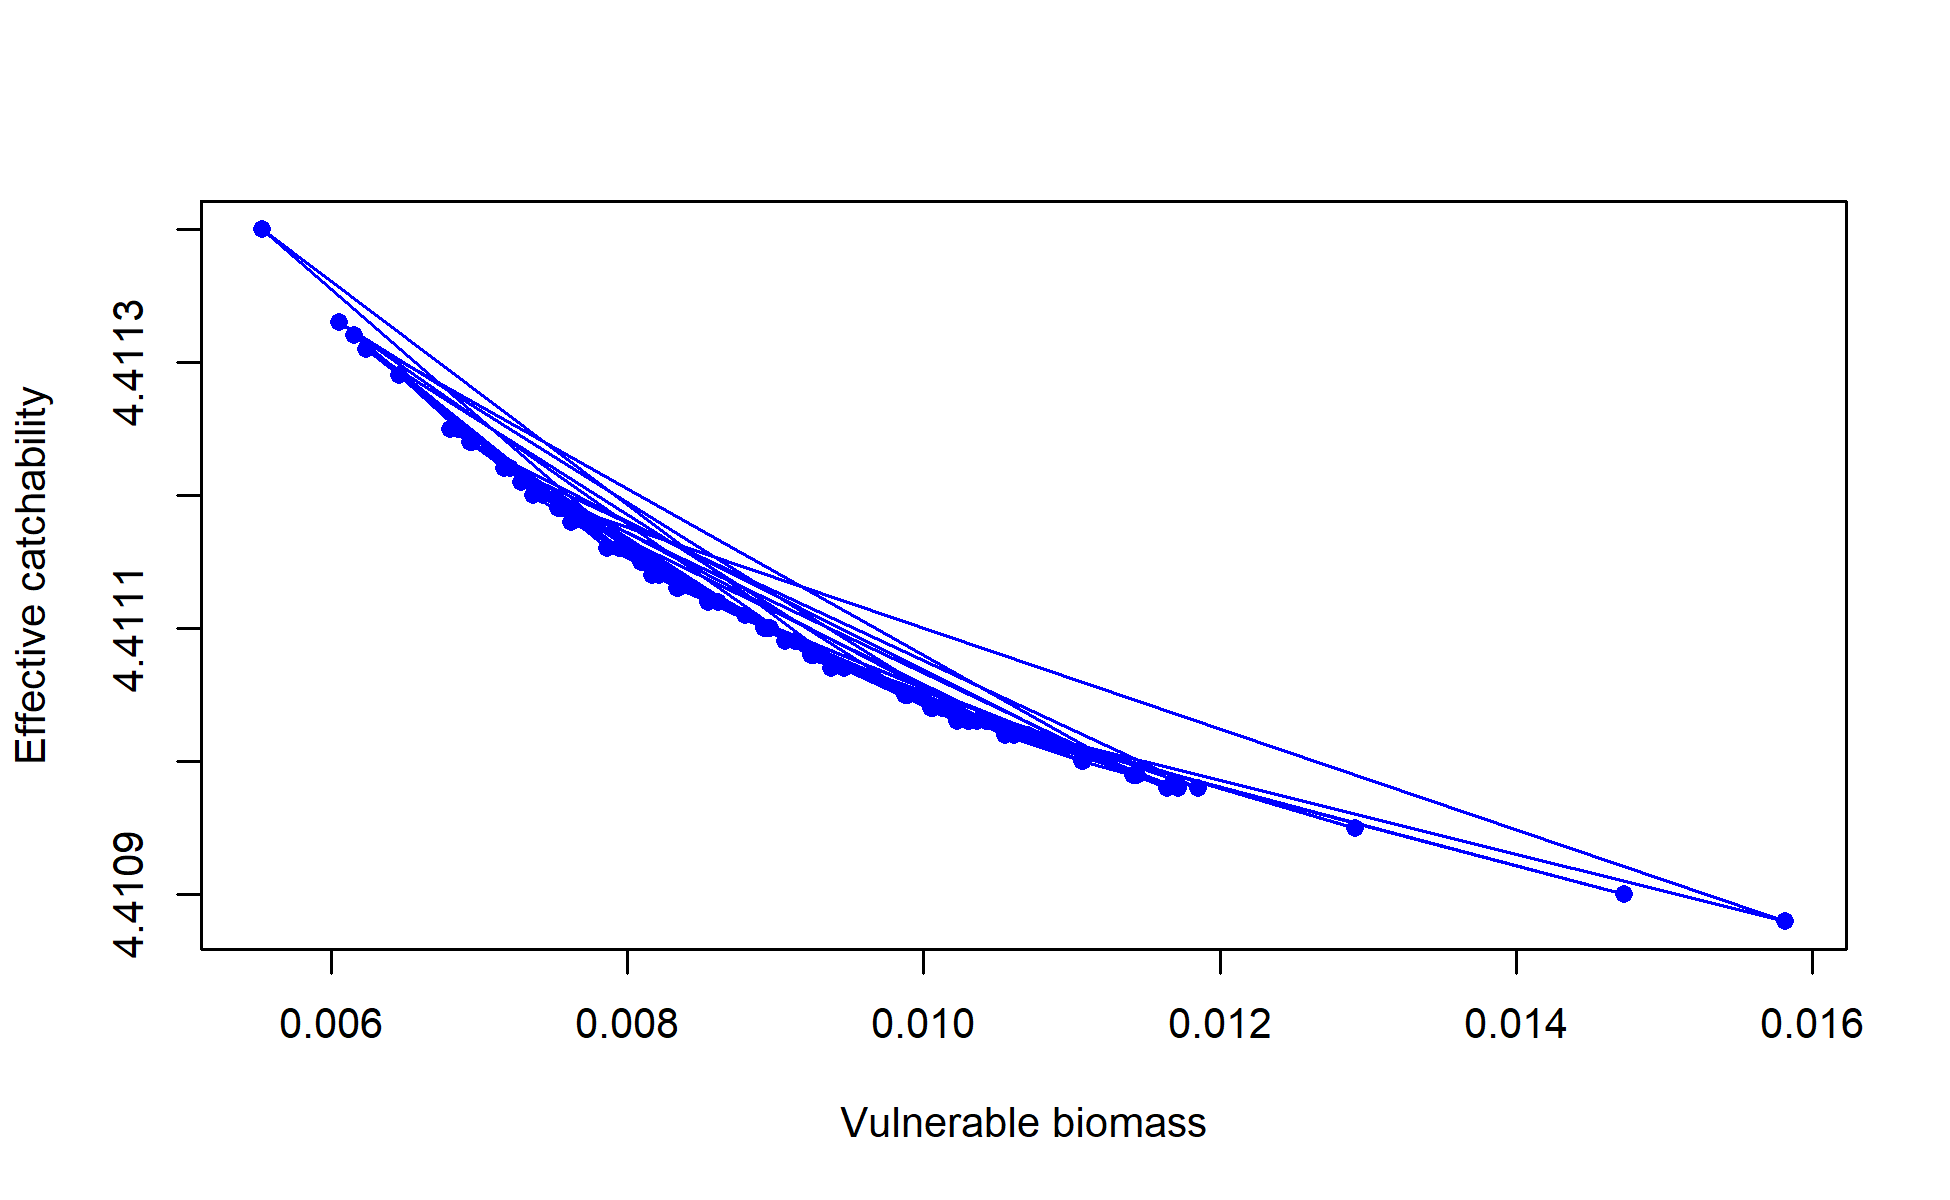 Effective catchability
4.4113
4.4111
4.4109
0.006 0.008 0.010 0.012 0.014 0.016
Vulnerable biomass